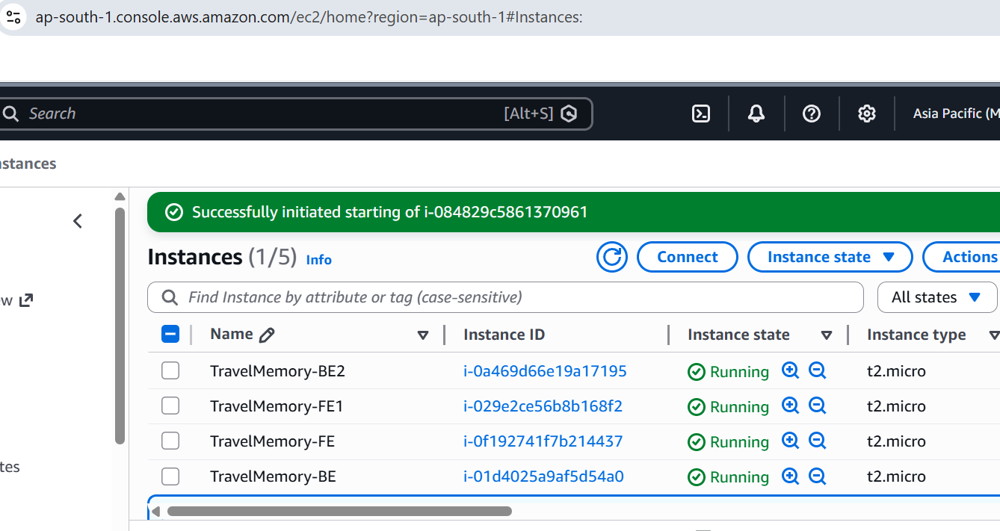 ap-south-1.console.aws.amazon.com/ec2/home?region=ap-south-1#Instances:
Search [Alt+S] Asia Pacific (M
nstances
Successfully initiated starting of i-084829c5861370961
Instances (1/5) Info Connect Instance state Actions
w
Find Instance by attribute or tag (case-sensitive) All states
Name Instance ID Instance state Instance type
TravelMemory-BE2 i-0a469d66e19a17195 Running t2.micro
TravelMemory-FE1 i-029e2ce56b8b168f2 Running t2.micro
TravelMemory-FE i-0f192741f7b214437 Running t2.micro
tes
TravelMemory-BE i-01d4025a9af5d54a0 Running t2.micro